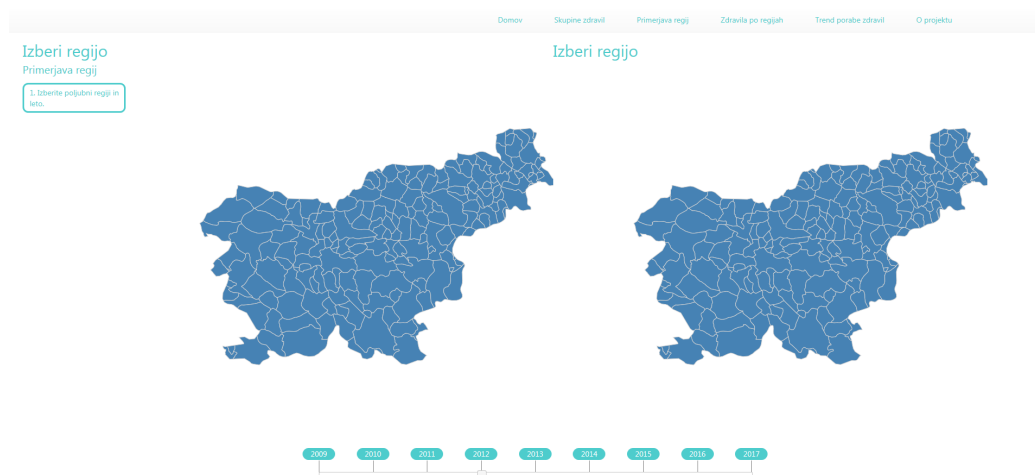 Domov Skupine zdravil Primerjava regij Zdravila po regijah Trend porabe zdravil O projektu
Izberi regijo
Primerjava regij
1. Izberite poljubni regiji in
leto.
Izberi regijo
2009 2010 2011 2012 2013 2014 2015 2016 2017